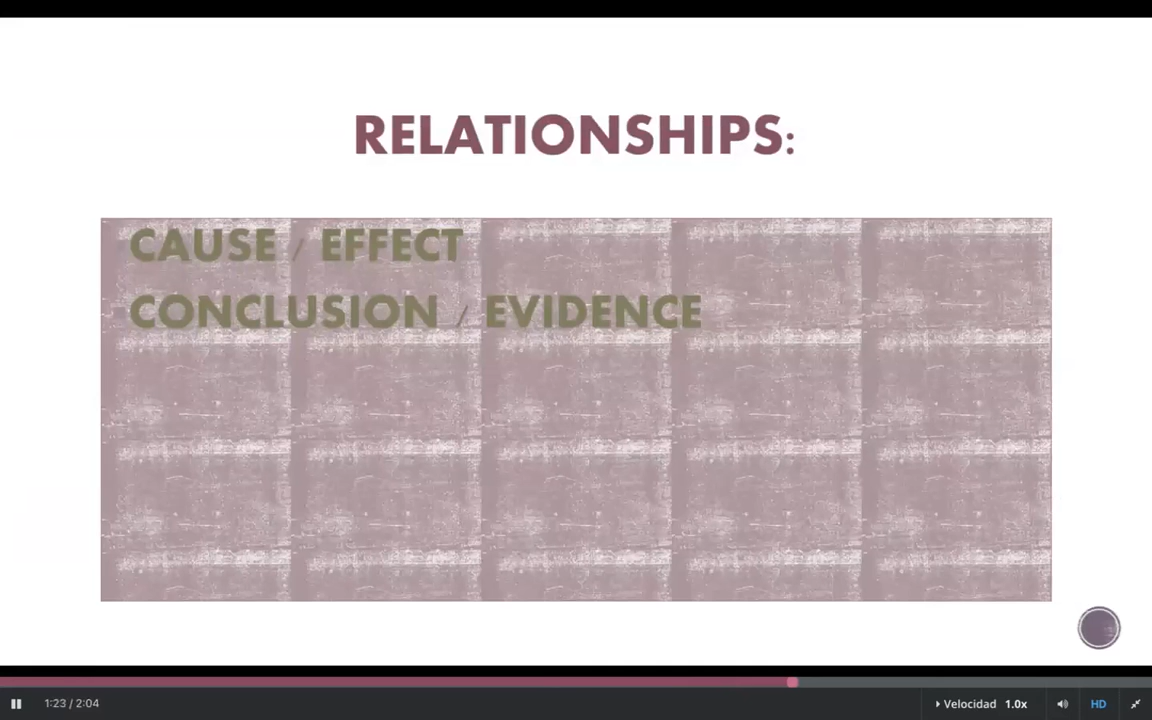 RELATIONSHIPS:
CAUSE / EFFECT
CONCLUSION / EVIDENCE
1:23 / 2:04
Velocidad 1.0x
HD